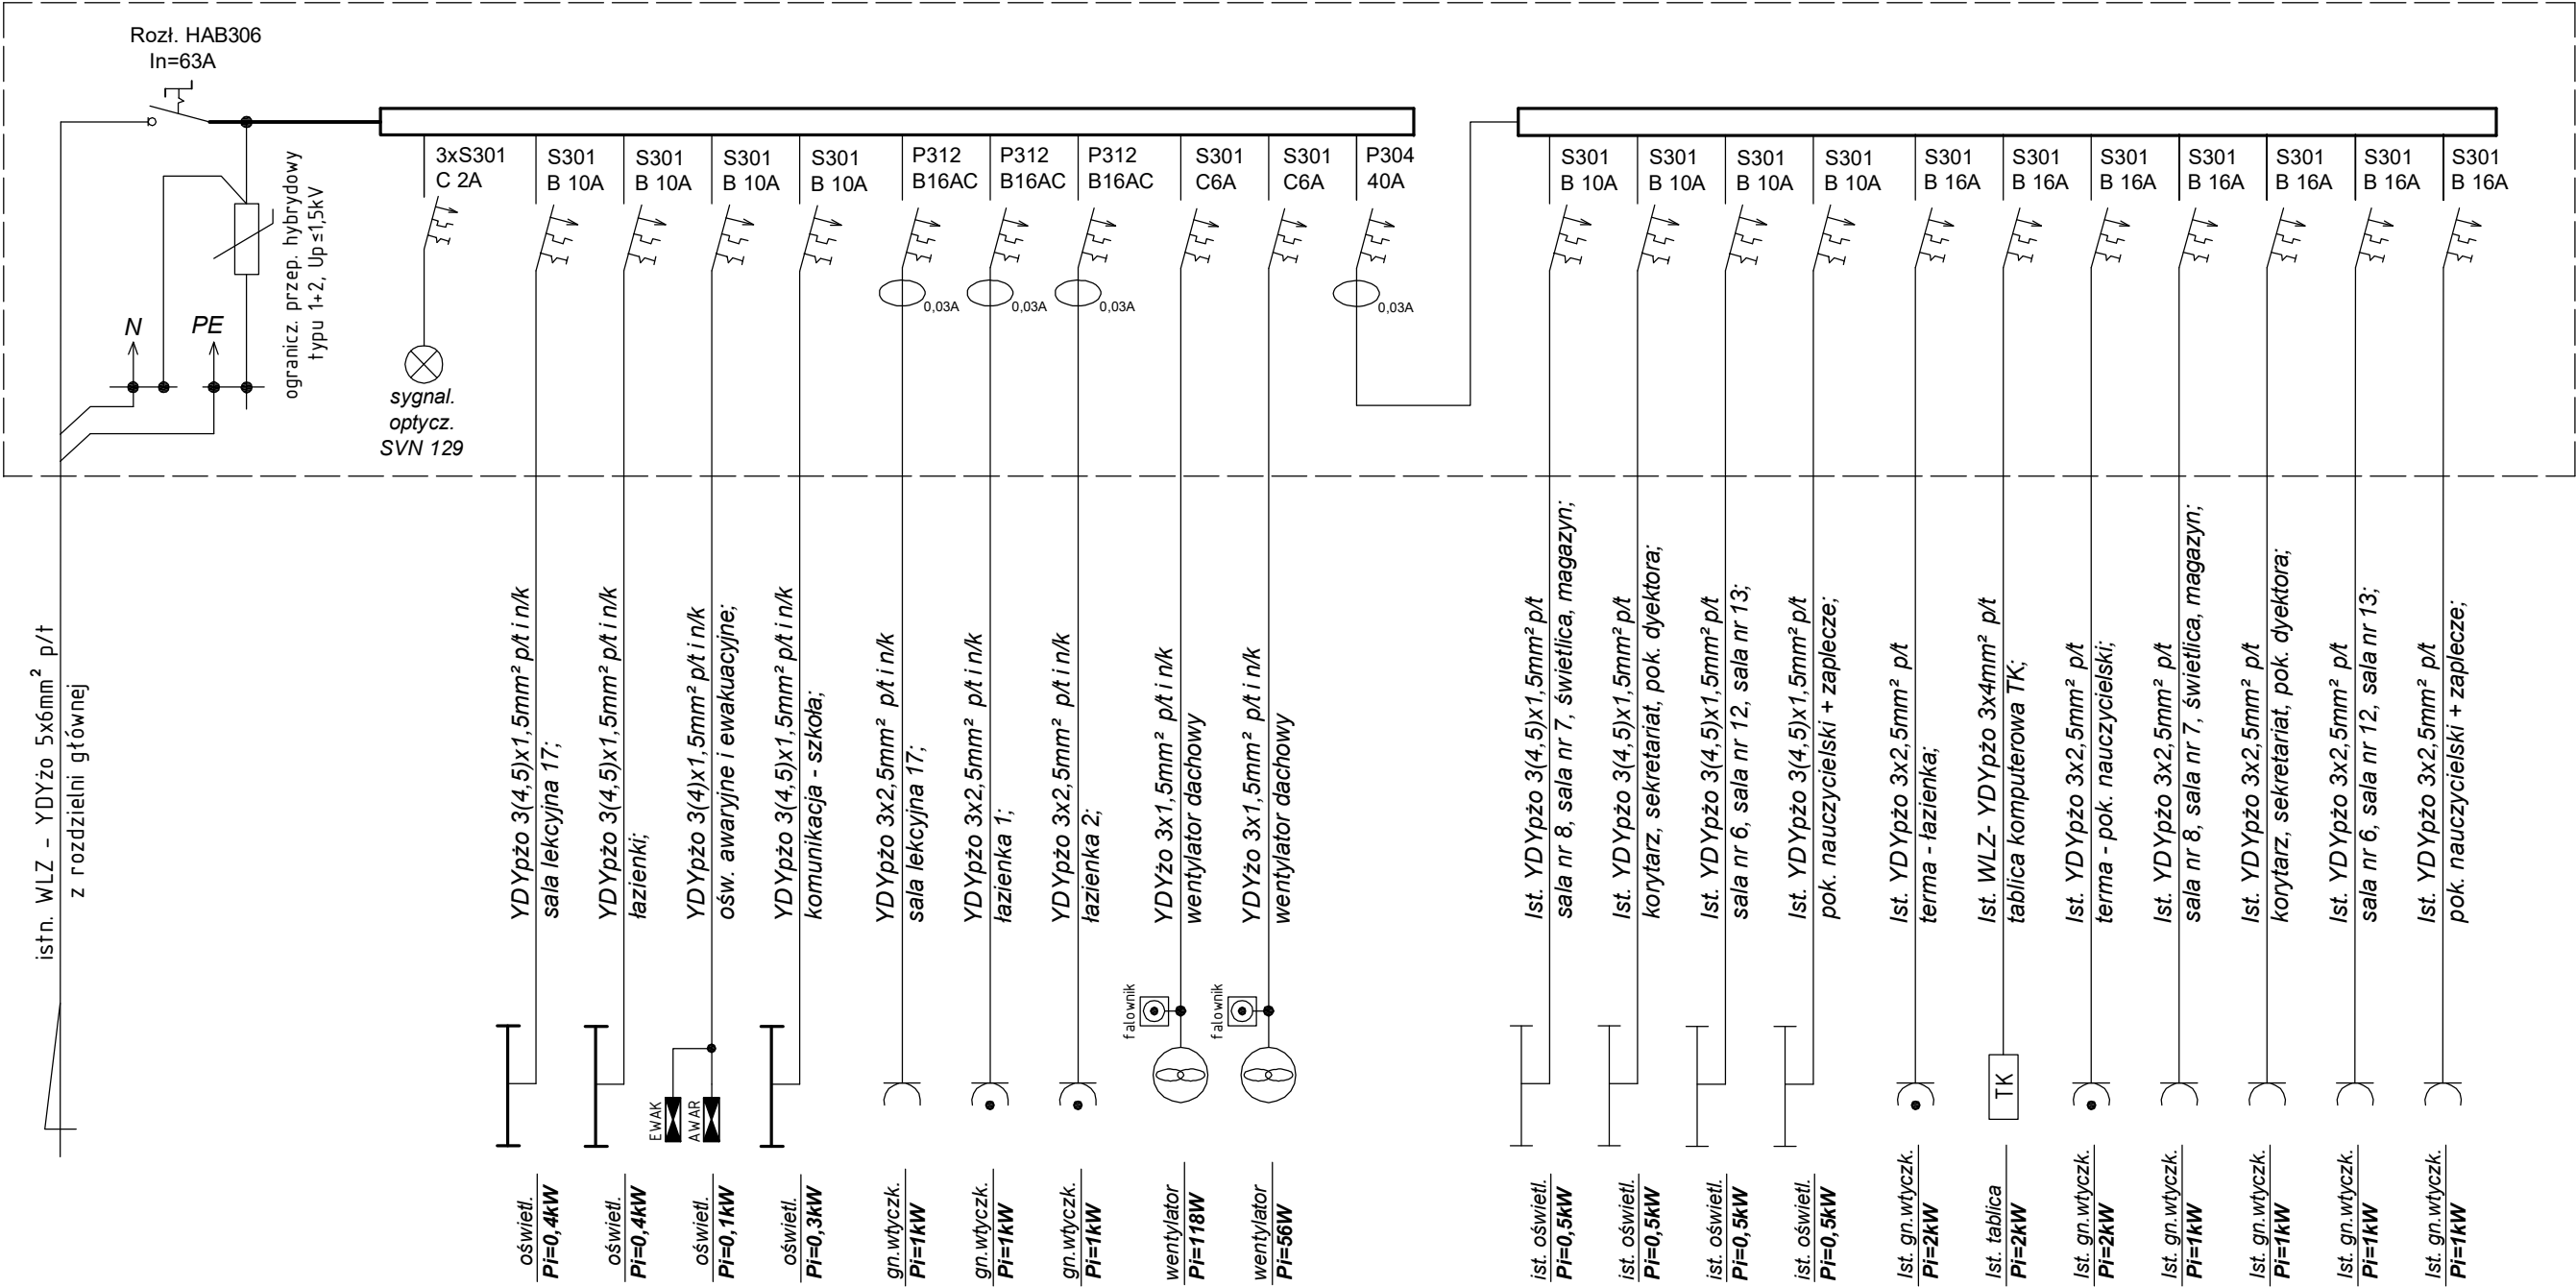 Rozł. HAB306
In=63A
ogranicz. przep. hybrydowy
typu 1+2, Up≤1,5kV
N
PE
3xS301
C 2A
sygnal.
optycz.
SVN 129
S301
B 10A
S301
B 10A
S301
B 10A
S301
B 10A
P312
B16AC
0,03A
P312
B16AC
0,03A
P312
B16AC
0,03A
S301
C6A
S301
C6A
P304
40A
0,03A
S301
B 10A
S301
B 10A
S301
B 10A
S301
B 10A
S301
B 16A
S301
B 16A
S301
B 16A
S301
B 16A
S301
B 16A
S301
B 16A
S301
B 16A
istn. WLZ - YDYżo 5x6mm² p/t
z rozdzielni głównej
YDYpżo 3(4,5)x1,5mm² p/t i n/k
sala lekcyjna 17;
YDYpżo 3(4,5)x1,5mm² p/t i n/k
łazienki;
YDYpżo 3(4)x1,5mm² p/t i n/k
ośw. awaryjne i ewakuacyjne;
YDYpżo 3(4,5)x1,5mm² p/t i n/k
komunikacja - szkoła;
YDYpżo 3x2,5mm² p/t i n/k
sala lekcyjna 17;
YDYpżo 3x2,5mm² p/t i n/k
łazienka 1;
YDYpżo 3x2,5mm² p/t i n/k
łazienka 2;
YDYżo 3x1,5mm² p/t i n/k
wentylator dachowy
YDYżo 3x1,5mm² p/t i n/k
wentylator dachowy
Ist. YDYpżo 3(4,5)x1,5mm² p/t
sala nr 8, sala nr 7, świetlica, magazyn;
Ist. YDYpżo 3(4,5)x1,5mm² p/t
korytarz, sekretariat, pok. dyektora;
Ist. YDYpżo 3(4,5)x1,5mm² p/t
sala nr 6, sala nr 12, sala nr 13;
Ist. YDYpżo 3(4,5)x1,5mm² p/t
pok. nauczycielski + zaplecze;
Ist. YDYpżo 3x2,5mm² p/t
terma - łazienka;
Ist. WLZ- YDYpżo 3x4mm² p/t
tablica komputerowa TK;
Ist. YDYpżo 3x2,5mm² p/t
terma - pok. nauczycielski;
Ist. YDYpżo 3x2,5mm² p/t
sala nr 8, sala nr 7, świetlica, magazyn;
Ist. YDYpżo 3x2,5mm² p/t
korytarz, sekretariat, pok. dyektora;
Ist. YDYpżo 3x2,5mm² p/t
sala nr 6, sala nr 12, sala nr 13;
Ist. YDYpżo 3x2,5mm² p/t
pok. nauczycielski + zaplecze;
EWAK
AWAR
falownik
falownik
TK
oświetl.
Pi=0,4kW
oświetl.
Pi=0,4kW
oświetl.
Pi=0,1kW
oświetl.
Pi=0,3kW
gn.wtyczk.
Pi=1kW
gn.wtyczk.
Pi=1kW
gn.wtyczk.
Pi=1kW
wentylator
Pi=118W
wentylator
Pi=56W
ist. oświetl.
Pi=0,5kW
ist. oświetl.
Pi=0,5kW
ist. oświetl.
Pi=0,5kW
ist. oświetl.
Pi=0,5kW
Ist. gn.wtyczk.
Pi=2kW
Ist. tablica
Pi=2kW
Ist. gn.wtyczk.
Pi=2kW
Ist. gn.wtyczk.
Pi=1kW
Ist. gn.wtyczk.
Pi=1kW
Ist. gn.wtyczk.
Pi=1kW
Ist. gn.wtyczk.
Pi=1kW